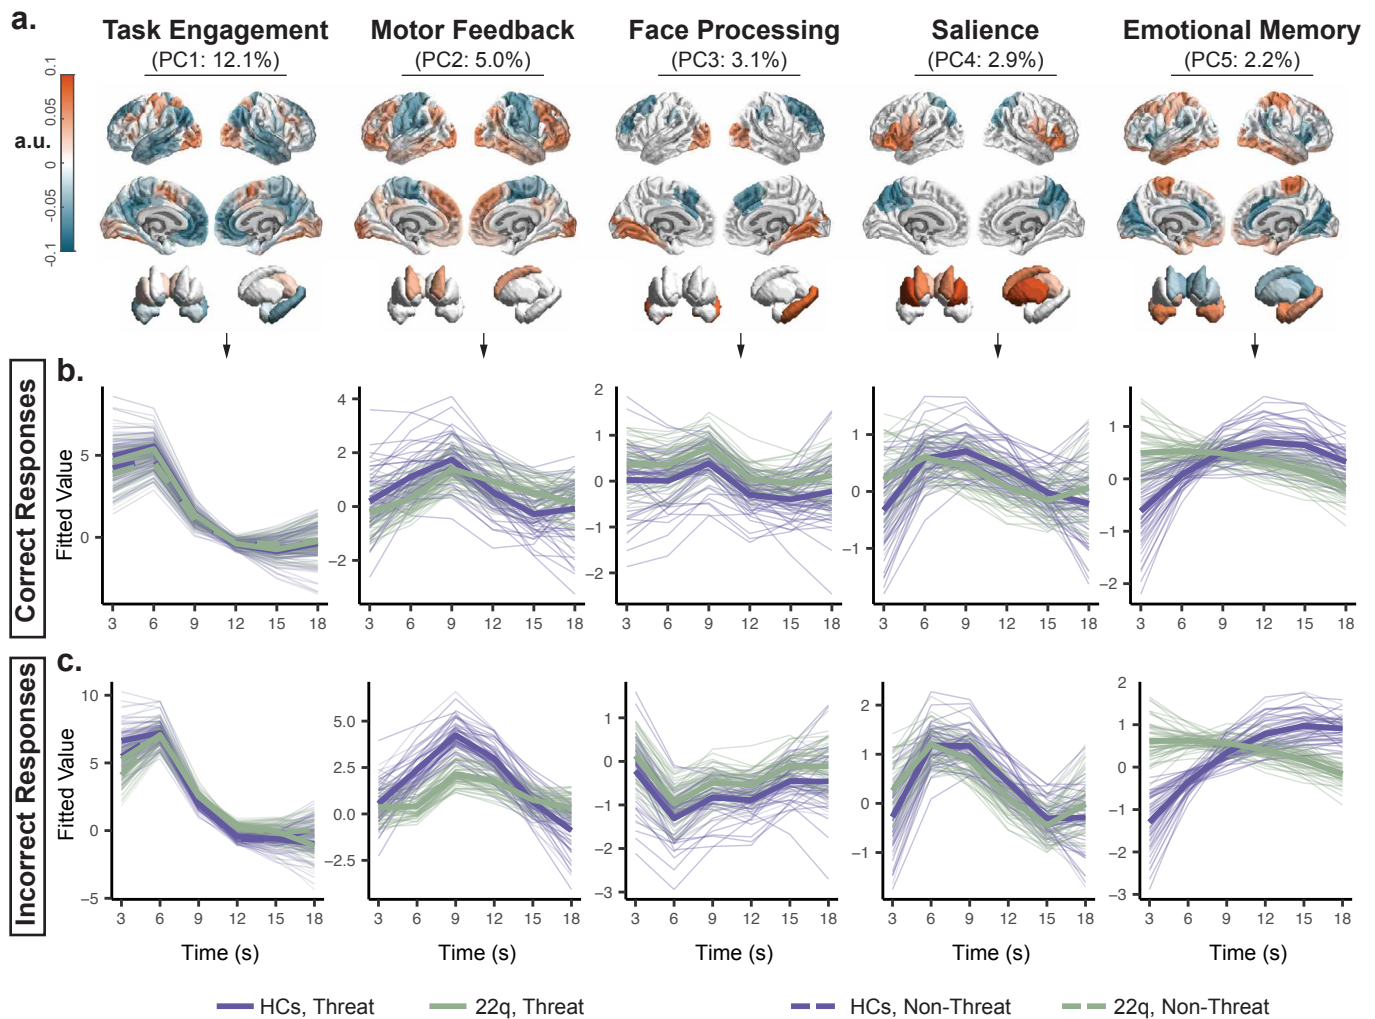 a.
Task Engagement
(PC1: 12.1%)
Motor Feedback
(PC2: 5.0%)
Face Processing
(PC3: 3.1%)
Salience
(PC4: 2.9%)
Emotional Memory
(PC5: 2.2%)
a.u.
0.1
0.05
0
-0.05
-0.1
b.
Correct Responses
Fitted Value
5
0
3 6 9 12 15 18
4
2
0
−2
3 6 9 12 15 18
2
1
0
−1
−2
3 6 9 12 15 18
1
0
−1
3 6 9 12 15 18
1
0
−1
−2
3 6 9 12 15 18
c.
Incorrect Responses
Fitted Value
10
5
0
−5
3 6 9 12 15 18
Time (s)
5.0
2.5
0.0
−2.5
3 6 9 12 15 18
Time (s)
1
0
−1
−2
−3
3 6 9 12 15 18
Time (s)
2
1
0
−1
3 6 9 12 15 18
Time (s)
2
1
0
−1
−2
−3
3 6 9 12 15 18
Time (s)
HCs, Threat
22q, Threat
HCs, Non-Threat
22q, Non-Threat